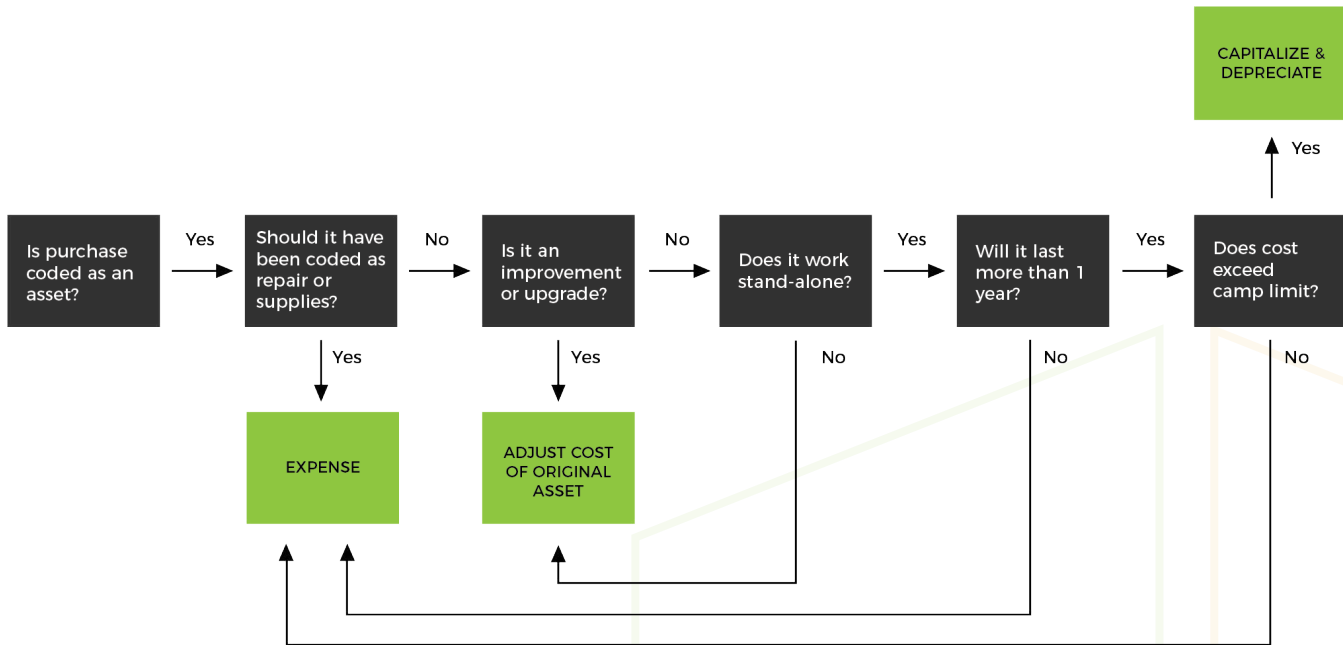 CAPITALIZE &
DEPRECIATE
Yes
Is purchase
coded as an
asset?
Yes
Should it have
been coded as
repair or
supplies?
No
Is it an
improvement
or upgrade?
No
Does it work
stand-alone?
Yes
Will it last
more than 1
year?
Yes
Does cost
exceed
camp limit?
Yes
Yes
No
No
No
EXPENSE
ADJUST COST
OF ORIGINAL
ASSET